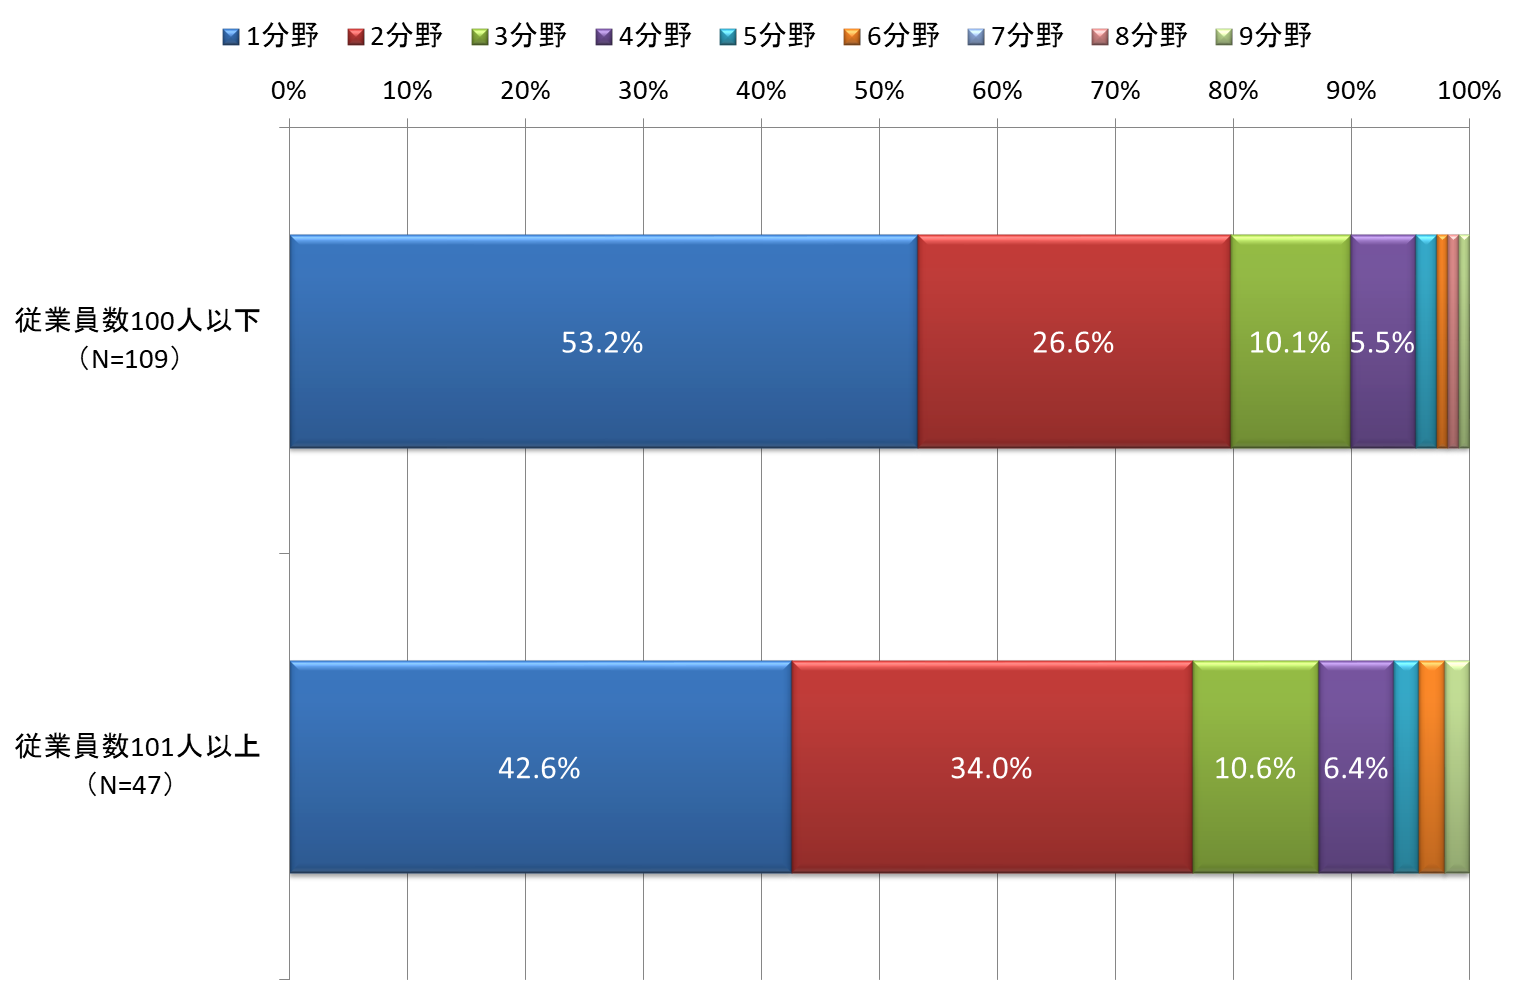 1分野 2分野 3分野 4分野 5分野 6分野 7分野 8分野 9分野
0% 10% 20% 30% 40% 50% 60% 70% 80% 90% 100%
従業員数100人以下
（N=109）
53.2% 26.6% 10.1% 5.5%
従業員数101人以上
（N=47）
42.6% 34.0% 10.6% 6.4%